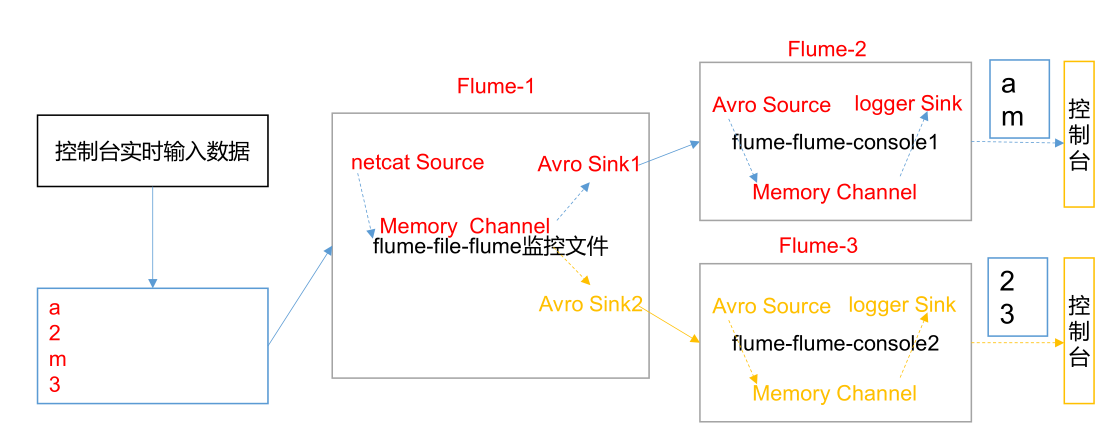 控制台实时输入数据
a
2
m
3
Flume-1
netcat Source
Avro Sink1
Memory Channel
flume-file-flume监控文件
Avro Sink2
Flume-2
Avro Source
logger Sink
flume-flume-console1
Memory Channel
a
m
控制台
Flume-3
Avro Source
logger Sink
flume-flume-console2
Memory Channel
2
3
控制台